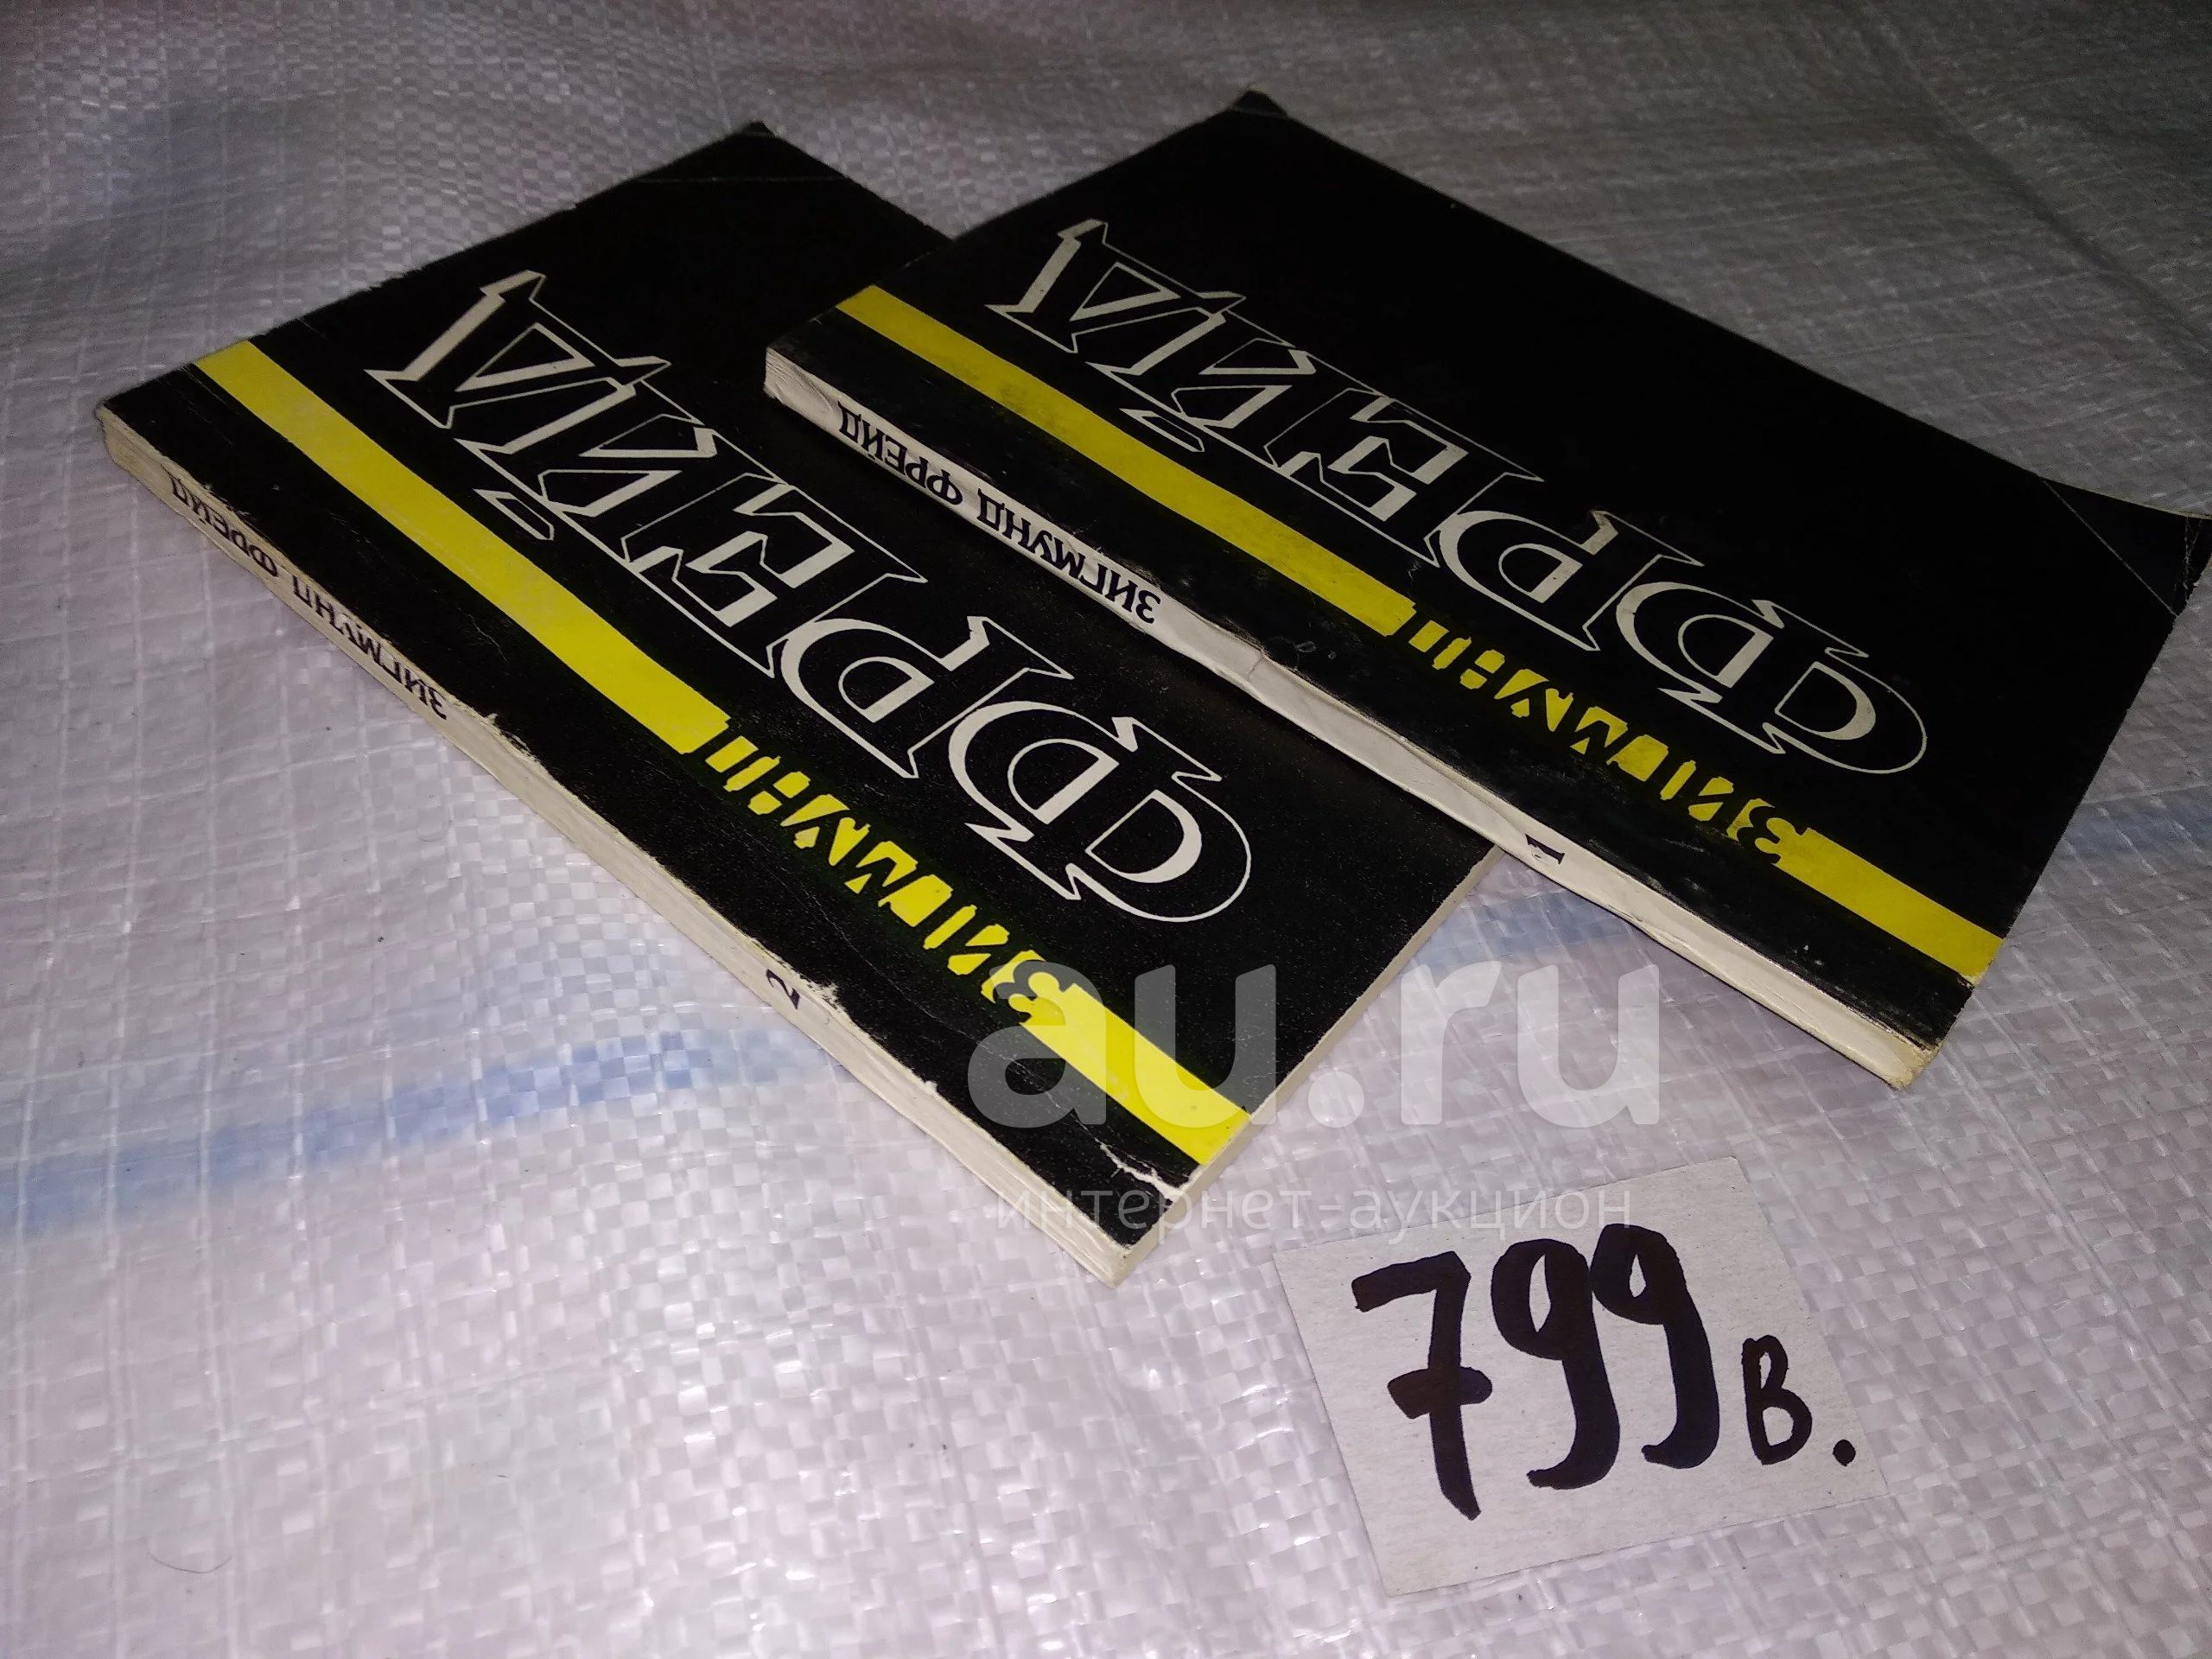 ЗИГМУНД
ФРЕЙД
ЗИГМУНД ФРЕЙД
2
ЗИГМУНД
ФРЕЙД
ЗИГМУНД ФРЕЙД
1
au.ru
интернет-аукцион
799 в.